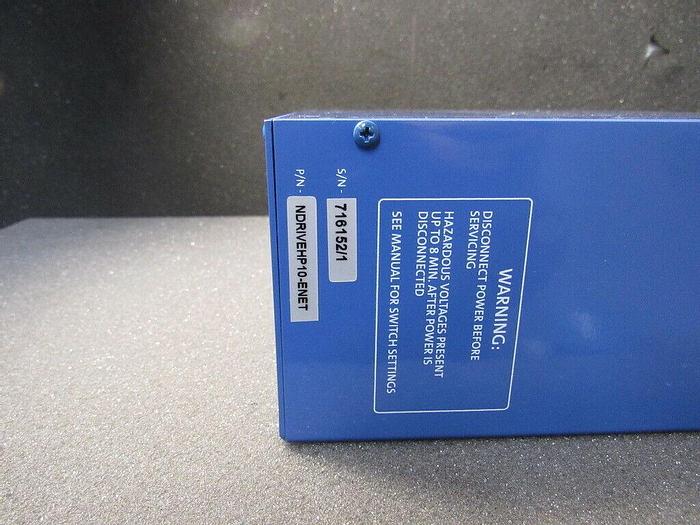 WARNING:
DISCONNECT POWER BEFORE
SERVICING
HAZARDOUS VOLTAGES PRESENT
UP TO 8 MIN. AFTER POWER IS
DISCONNECTED
SEE MANUAL FOR SWITCH SETTINGS
S/N - 716152/1
P/N - NDRIVEHP10-ENET